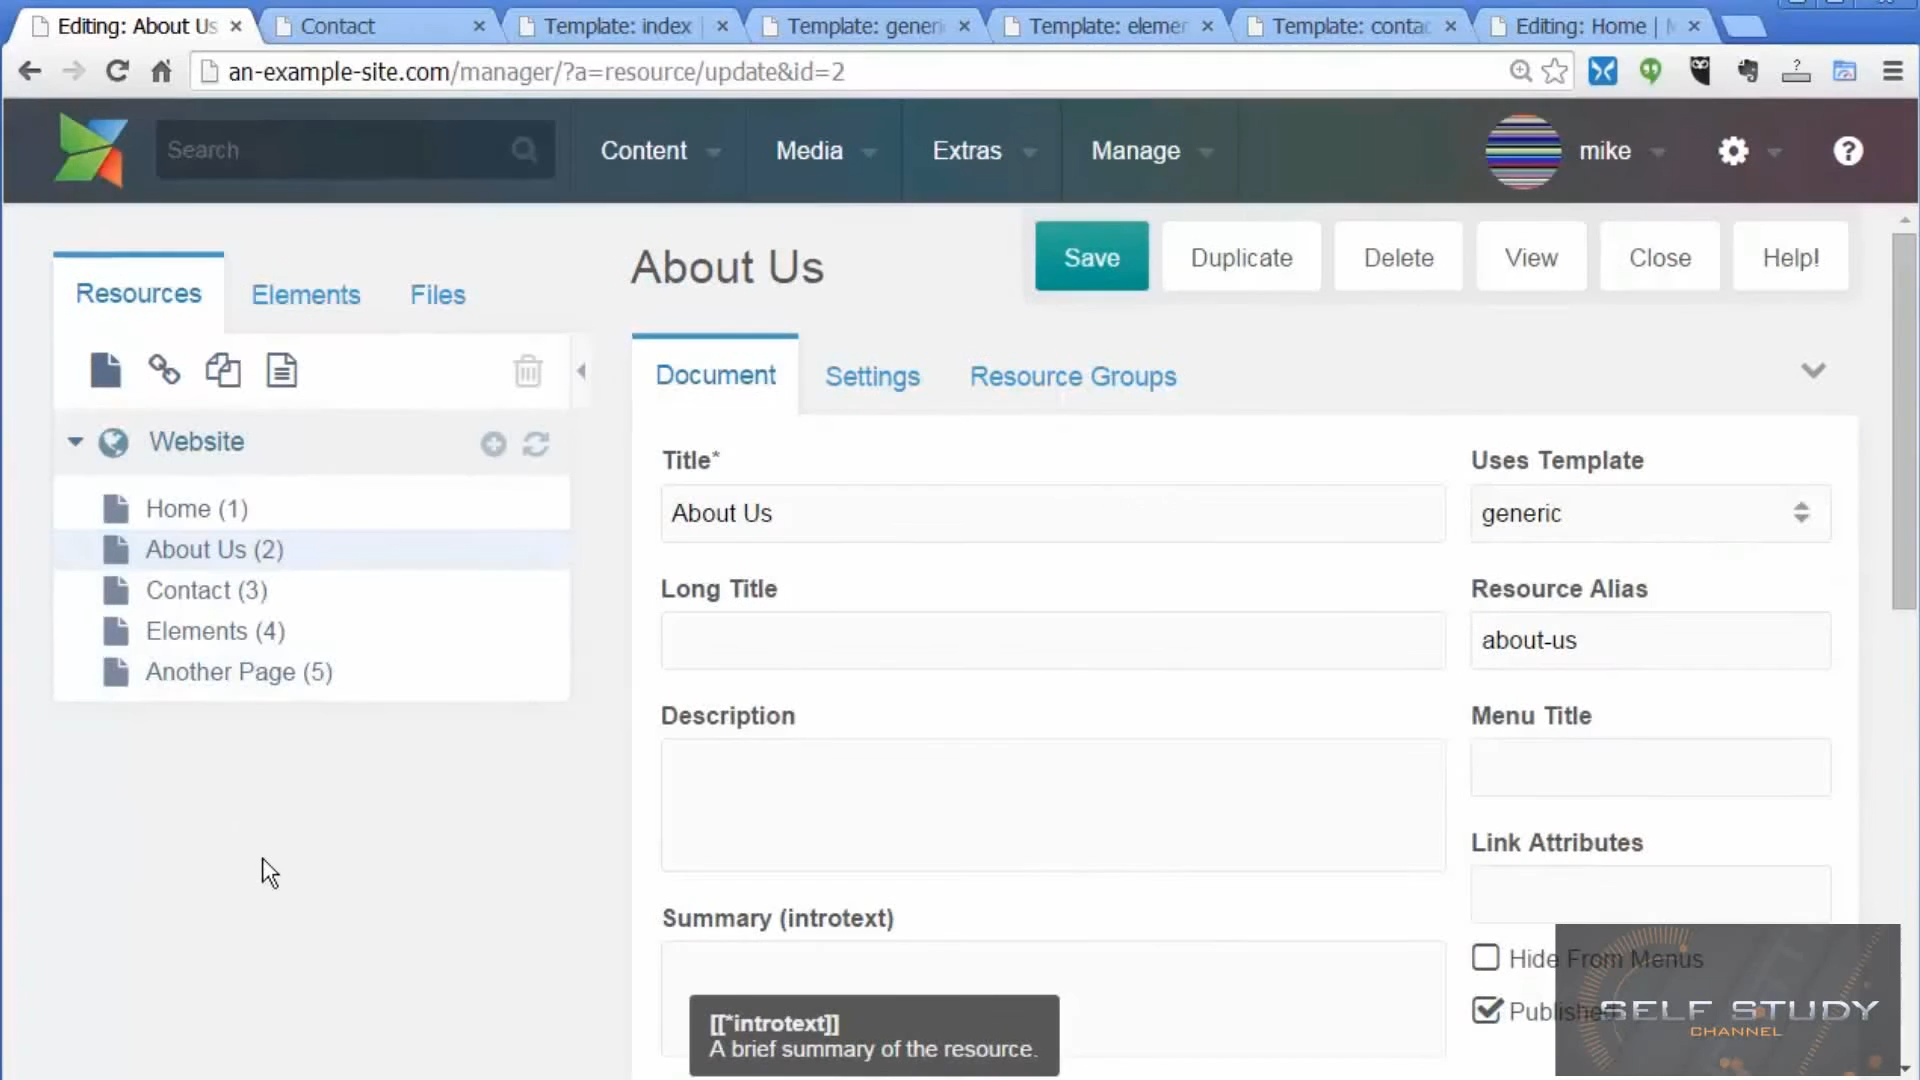 Editing: About Us
Contact
Template: index
Template: generi
Template: elemen
Template: contac
Editing: Home |
an-example-site.com/manager/?a=resource/update&id=2
Search
Content
Media
Extras
Manage
mike
Resources
Elements
Files
About Us
Save
Duplicate
Delete
View
Close
Help!
Website
Home (1)
About Us (2)
Contact (3)
Elements (4)
Another Page (5)
Document
Settings
Resource Groups
Title*
About Us
Uses Template
generic
Long Title
Resource Alias
about-us
Description
Menu Title
Link Attributes
Summary (introtext)
Hide From Menus
Published
[[*introtext]]
A brief summary of the resource.
SELF STUDY
CHANNEL